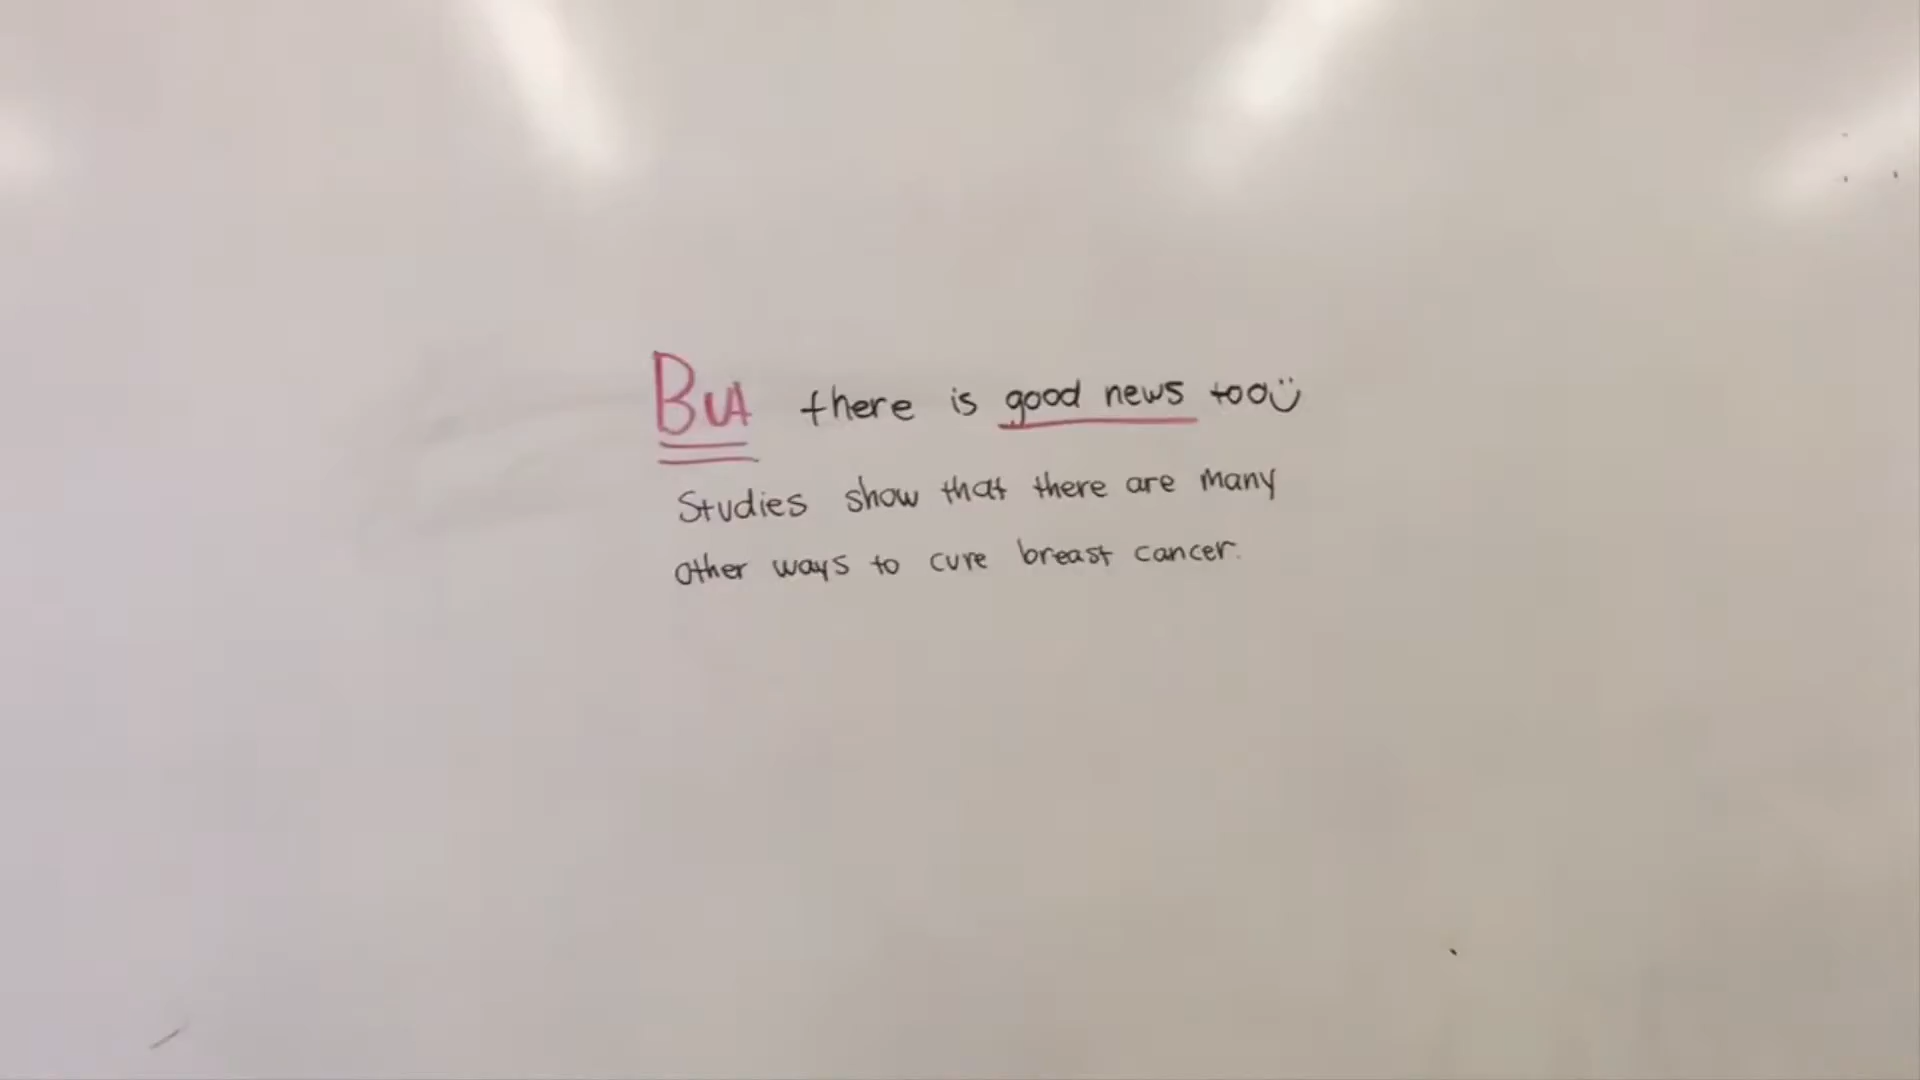 But there is good news too
Studies show that there are many
other ways to cure breast cancer.